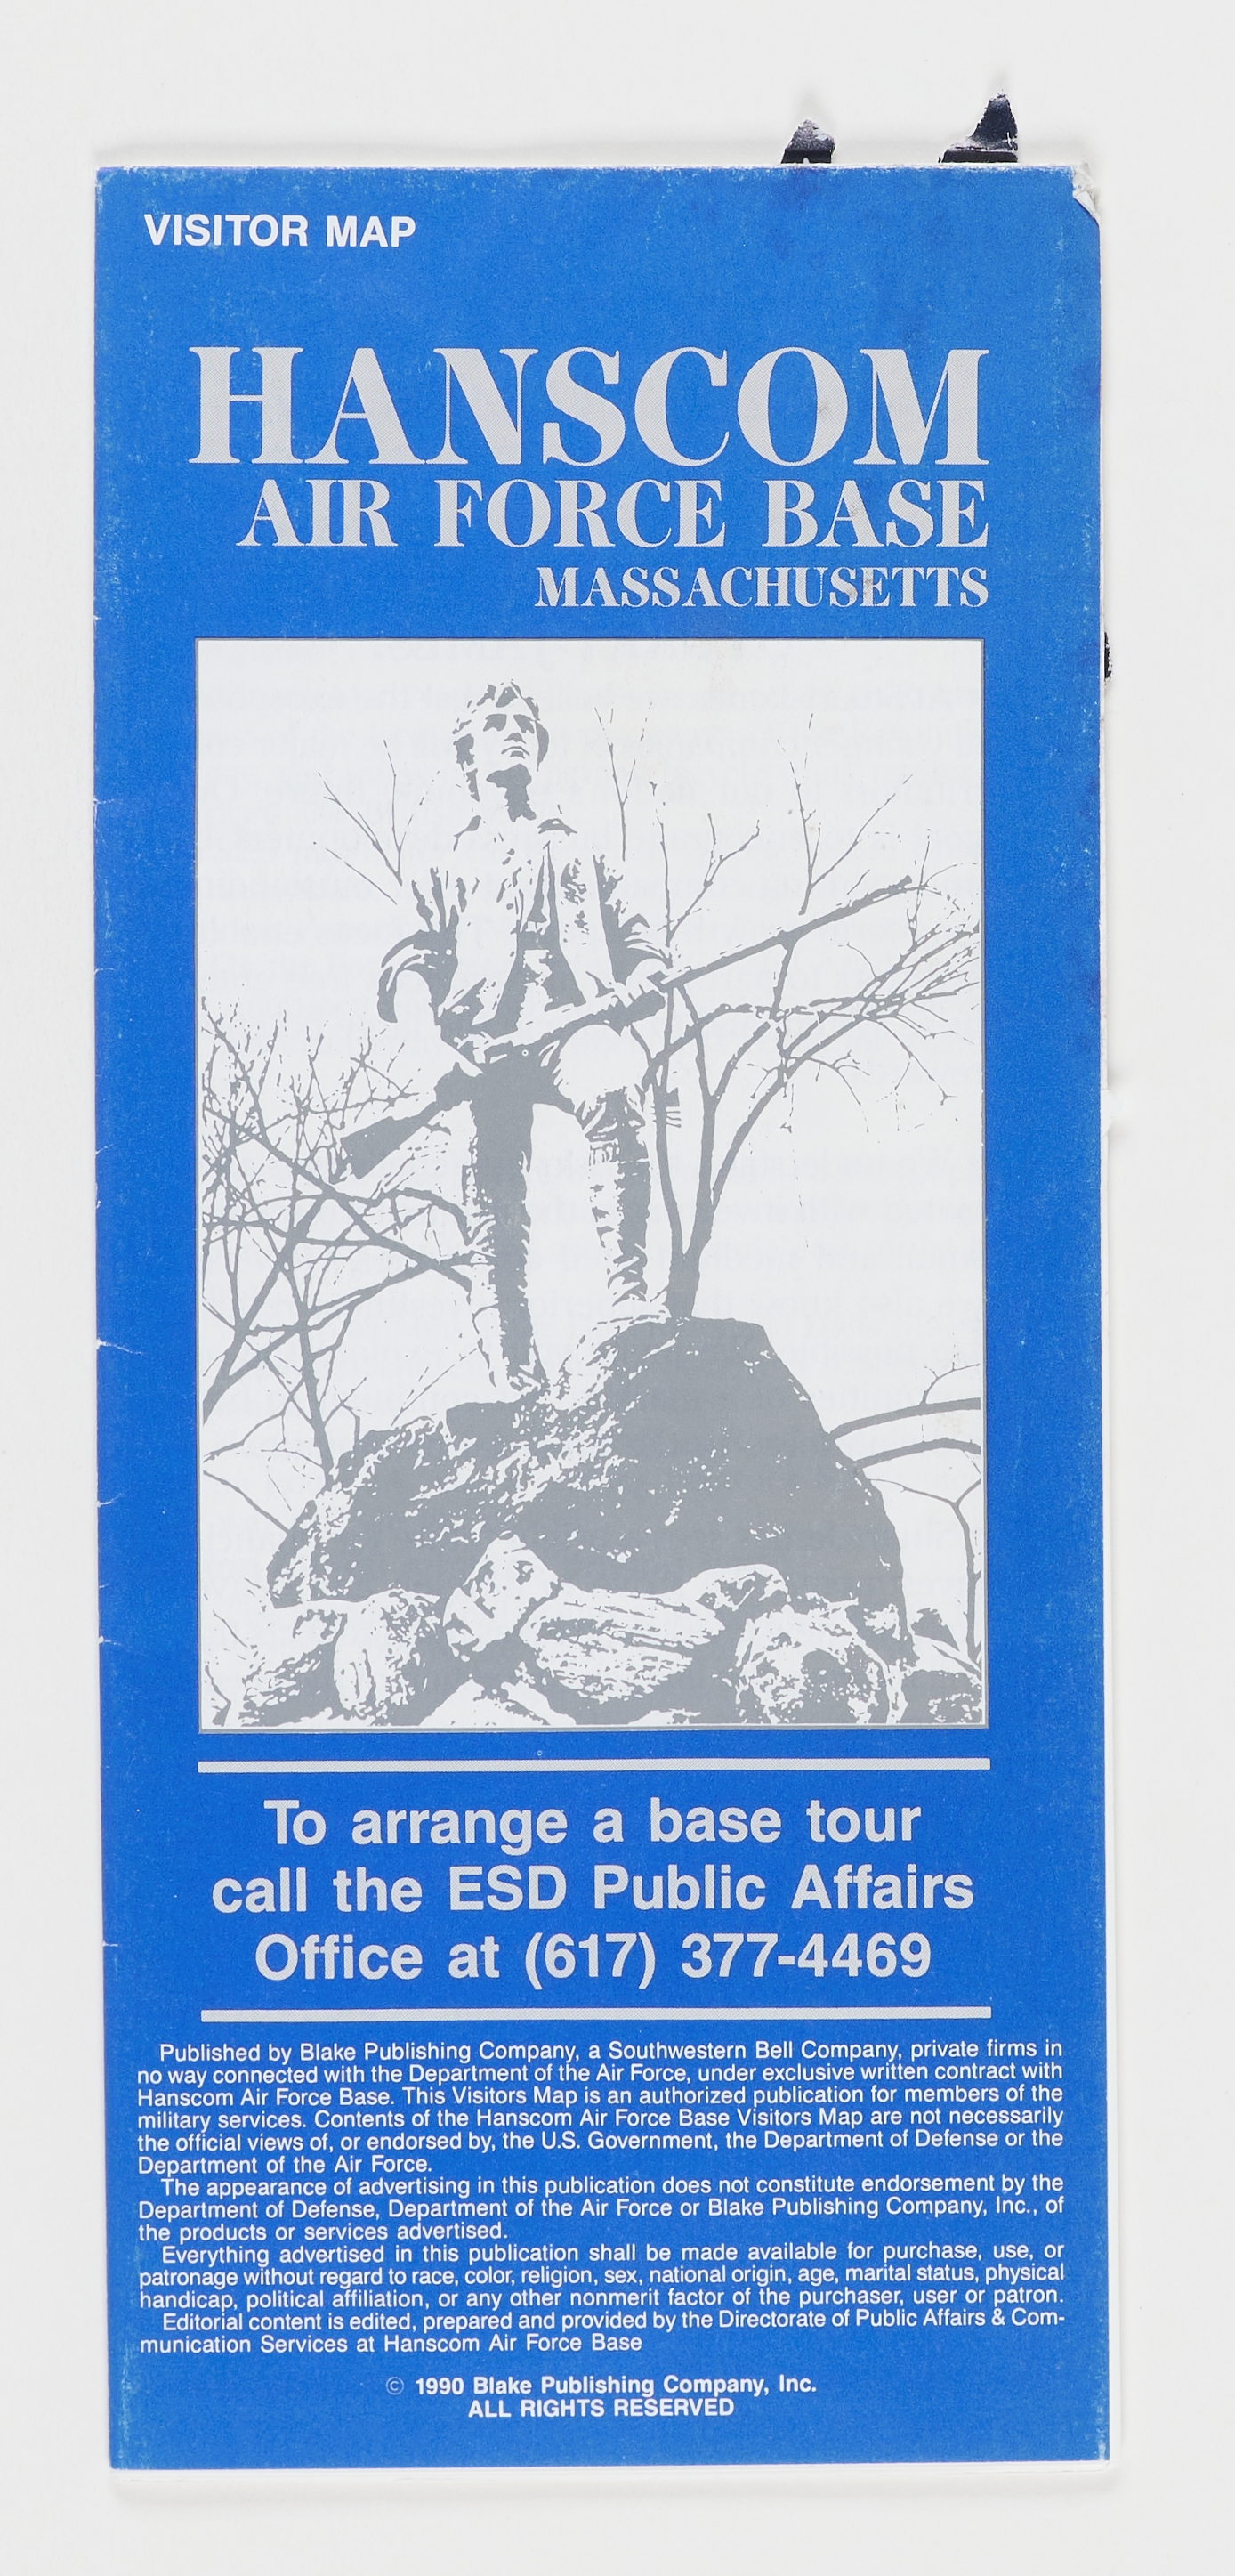 VISITOR MAP
HANSCOM
AIR FORCE BASE
MASSACHUSETTS
To arrange a base tour
call the ESD Public Affairs
Office at (617) 377-4469
Published by Blake Publishing Company, a Southwestern Bell Company, private firms in
no way connected with the Department of the Air Force, under exclusive written contract with
Hanscom Air Force Base. This Visitors Map is an authorized publication for members of the
military services. Contents of the Hanscom Air Force Base Visitors Map are not necessarily
the official views of, or endorsed by, the U.S. Government, the Department of Defense or the
Department of the Air Force.
The appearance of advertising in this publication does not constitute endorsement by the
Department of Defense, Department of the Air Force or Blake Publishing Company, Inc., of
the products or services advertised.
Everything advertised in this publication shall be made available for purchase, use, or
patronage without regard to race, color, religion, sex, national origin, age, marital status, physical
handicap, political affiliation, or any other nonmerit factor of the purchaser, user or patron.
Editorial content is edited, prepared and provided by the Directorate of Public Affairs & Com-
munication Services at Hanscom Air Force Base
© 1990 Blake Publishing Company, Inc.
ALL RIGHTS RESERVED